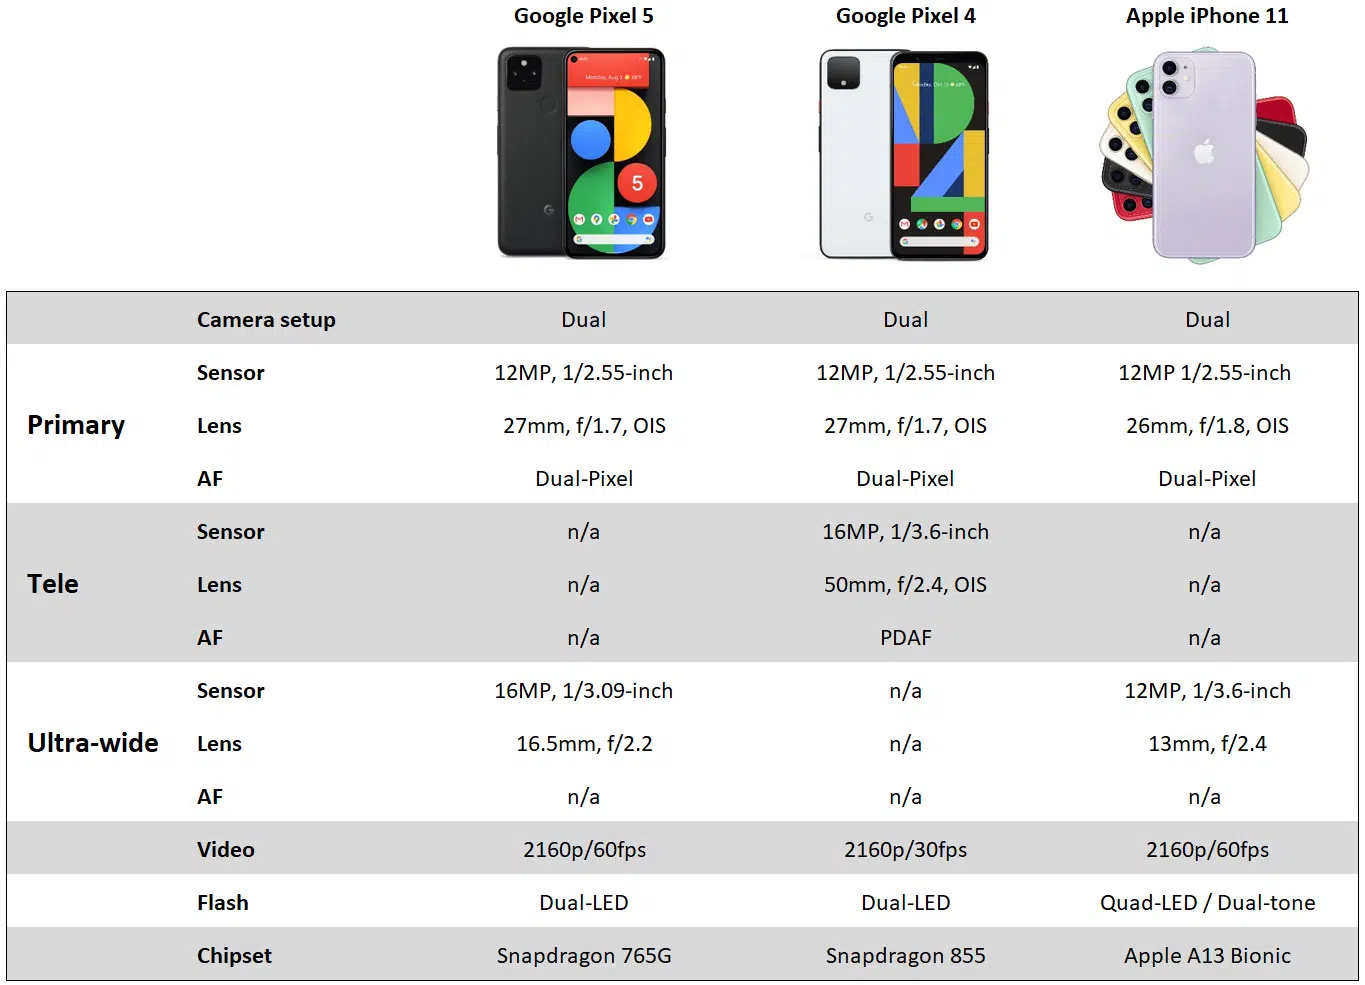 Google Pixel 5 Google Pixel 4 Apple iPhone 11
Monday, Aug 3 68°F
5
Camera setup Dual Dual Dual
Sensor 12MP, 1/2.55-inch 12MP, 1/2.55-inch 12MP 1/2.55-inch
Primary Lens 27mm, f/1.7, OIS 27mm, f/1.7, OIS 26mm, f/1.8, OIS
AF Dual-Pixel Dual-Pixel Dual-Pixel
Sensor n/a 16MP, 1/3.6-inch n/a
Tele Lens n/a 50mm, f/2.4, OIS n/a
AF n/a PDAF n/a
Sensor 16MP, 1/3.09-inch n/a 12MP, 1/3.6-inch
Ultra-wide Lens 16.5mm, f/2.2 n/a 13mm, f/2.4
AF n/a n/a n/a
Video 2160p/60fps 2160p/30fps 2160p/60fps
Flash Dual-LED Dual-LED Quad-LED / Dual-tone
Chipset Snapdragon 765G Snapdragon 855 Apple A13 Bionic